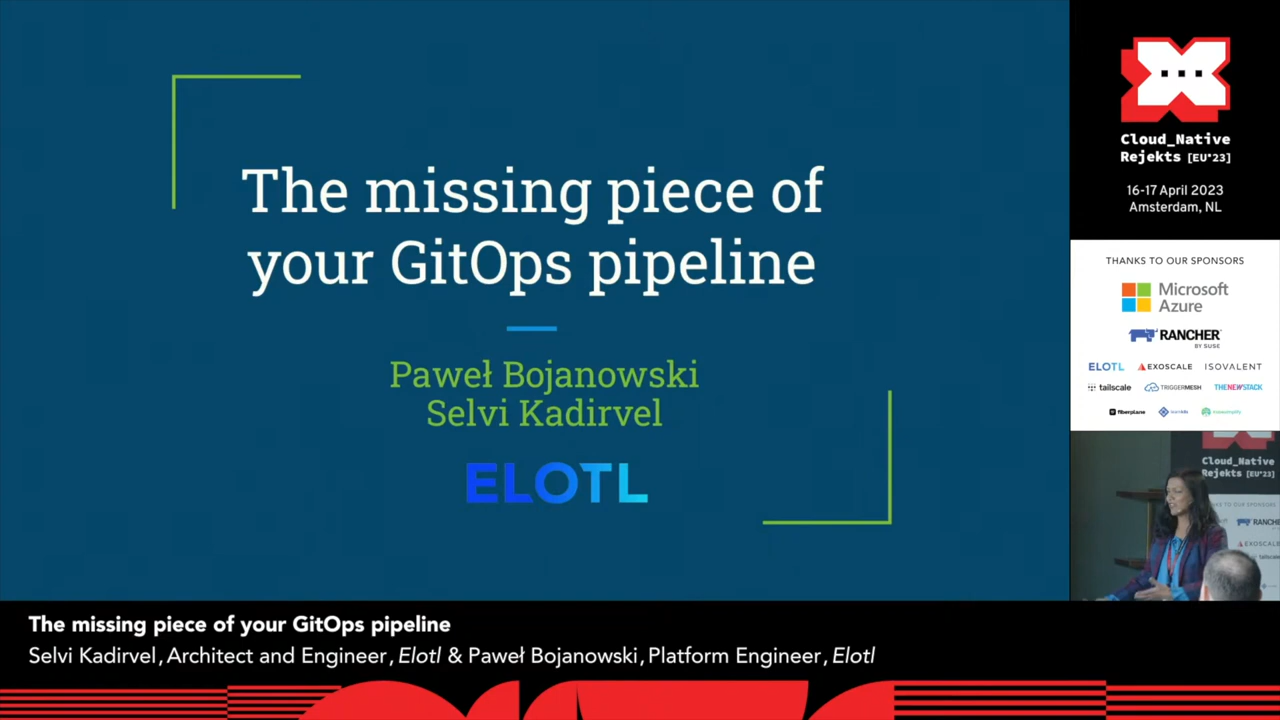 The missing piece of
your GitOps pipeline
Paweł Bojanowski
Selvi Kadirvel
ELOTL
Cloud_Native
Rejekts [EU'23]
16-17 April 2023
Amsterdam, NL
THANKS TO OUR SPONSORS
Microsoft
Azure
RANCHER
BY SUSE
ELOTL EXOSCALE ISOVALENT
tailscale TRIGGERMESH THENEWSTACK
fiberplane
Cloud_Native
Rejekts [EU'23]
RANCHE
EXOSCALE
The missing piece of your GitOps pipeline
Selvi Kadirvel, Architect and Engineer, Elotl & Paweł Bojanowski, Platform Engineer, Elotl